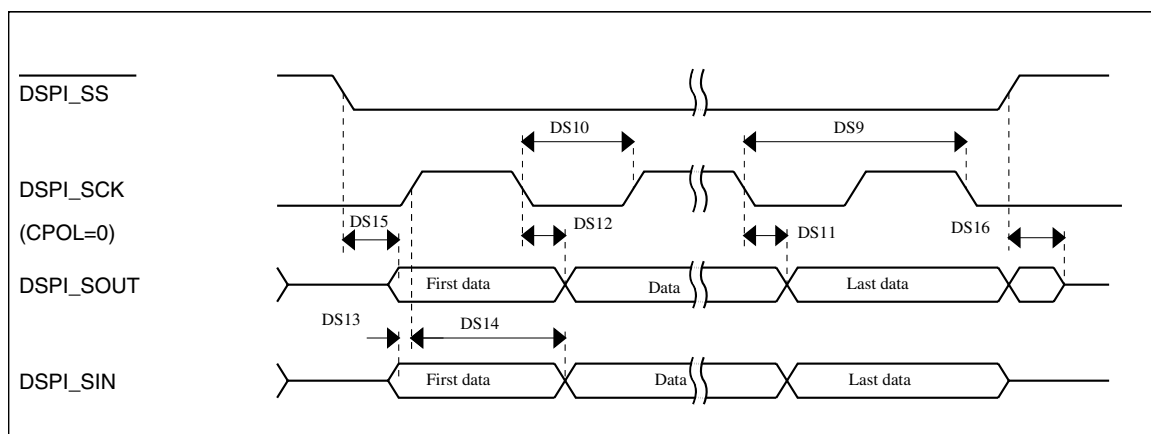 DSPI_SS
DS10
DS9
DSPI_SCK
(CPOL=0)
DS15
DS12
DS11
DS16
DSPI_SOUT
First data
Data
Last data
DS13
DS14
DSPI_SIN
First data
Data
Last data